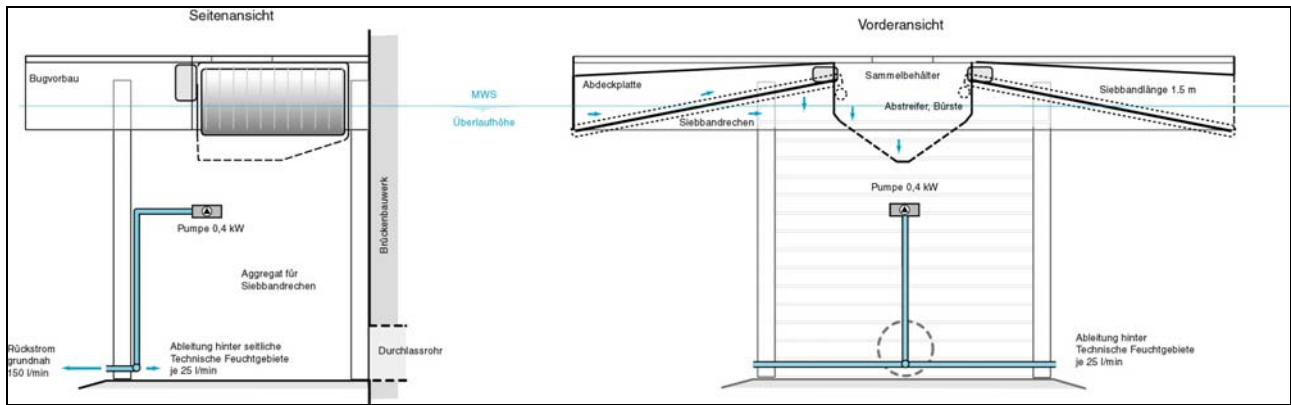 Seitenansicht
Bugvorbau
MWS
Überlaufhöhe
Brückenbauwerk
Pumpe 0,4 kW
Aggregat für
Siebbandrechen
Rückstrom
grundnah
150 l/min
Ableitung hinter seitliche
Technische Feuchtgebiete
je 25 l/min
Durchlassrohr
Vorderansicht
Abdeckplatte
Sammelbehälter
Siebbandlänge 1.5 m
Abstreifer, Bürste
Siebbandrechen
Pumpe 0,4 kW
Ableitung hinter
Technische Feuchtgebiete
je 25 l/min